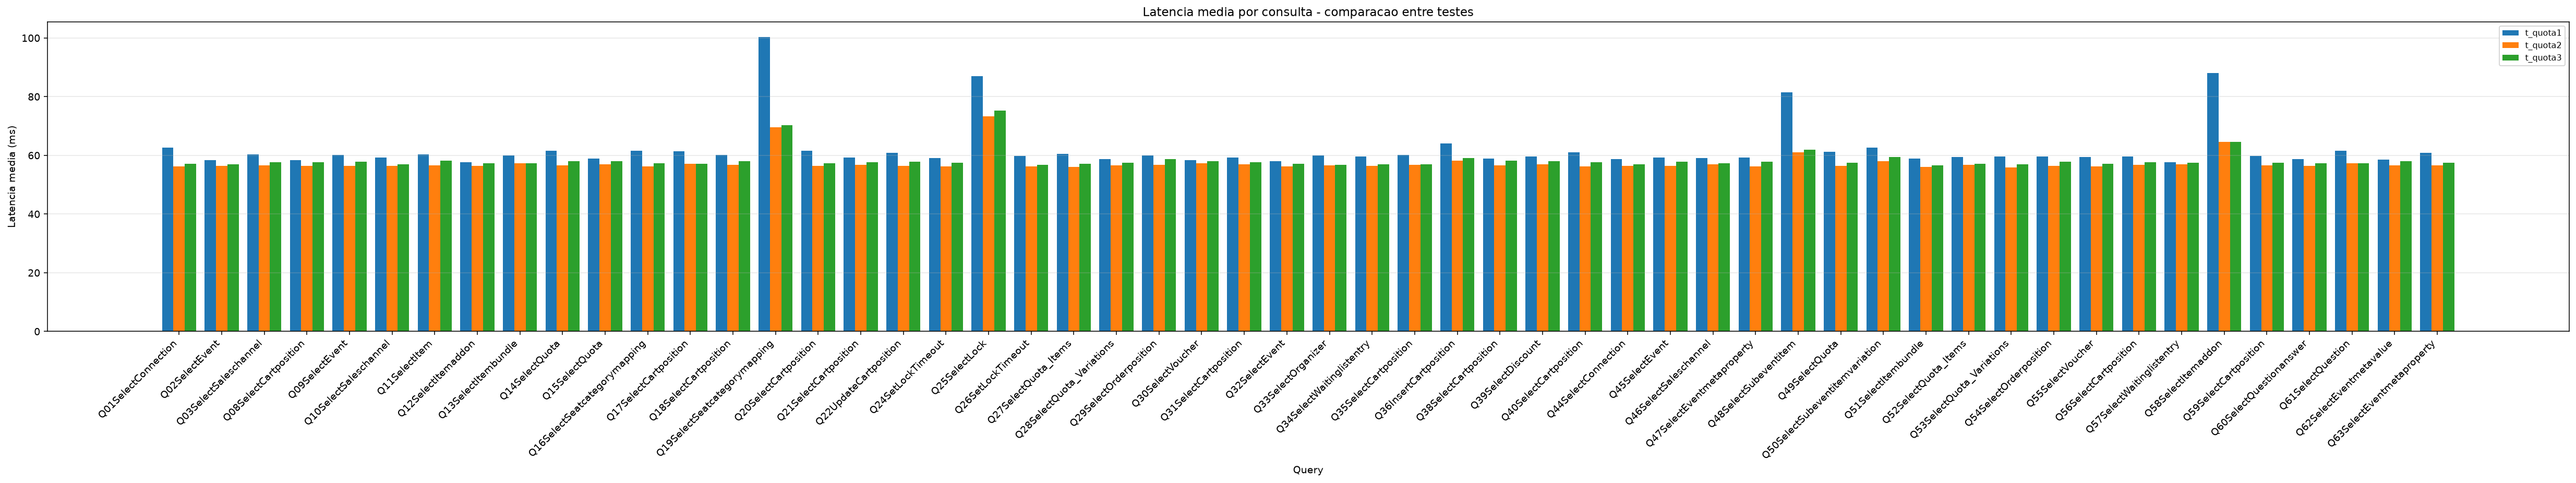 Latencia media por consulta - comparacao entre testes
t_quota1
t_quota2
t_quota3
Latencia media (ms)
100
80
60
40
20
0
Q01SelectConnection
Q02SelectEvent
Q03SelectSaleschannel
Q08SelectCartposition
Q09SelectEvent
Q10SelectSaleschannel
Q11SelectItem
Q12SelectItemaddon
Q13SelectItembundle
Q14SelectQuota
Q15SelectQuota
Q16SelectSeatcategorymapping
Q17SelectCartposition
Q18SelectCartposition
Q19SelectSeatcategorymapping
Q20SelectCartposition
Q21SelectCartposition
Q22UpdateCartposition
Q24SetLockTimeout
Q25SelectLock
Q26SetLockTimeout
Q27SelectQuota_Items
Q28SelectQuota_Variations
Q29SelectOrderposition
Q30SelectVoucher
Q31SelectCartposition
Q32SelectEvent
Q33SelectOrganizer
Q34SelectWaitinglistentry
Q35SelectCartposition
Q36InsertCartposition
Q38SelectCartposition
Q39SelectDiscount
Q40SelectCartposition
Q44SelectConnection
Q45SelectEvent
Q46SelectSaleschannel
Q47SelectEventmetaproperty
Q48SelectSubeventitem
Q49SelectQuota
Q50SelectSubeventitemvariation
Q51SelectItembundle
Q52SelectQuota_Items
Q53SelectQuota_Variations
Q54SelectOrderposition
Q55SelectVoucher
Q56SelectCartposition
Q57SelectWaitinglistentry
Q58SelectItemaddon
Q59SelectCartposition
Q60SelectQuestionanswer
Q61SelectQuestion
Q62SelectEventmetavalue
Q63SelectEventmetaproperty
Query